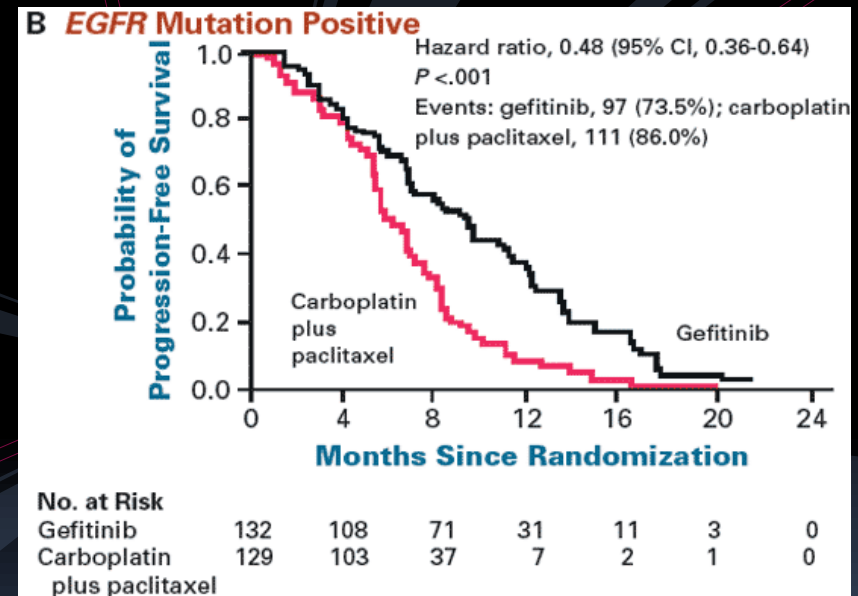 B EGFR Mutation Positive
Probability of
Progression-Free Survival
Hazard ratio, 0.48 (95% CI, 0.36-0.64)
P <.001
Events: gefitinib, 97 (73.5%); carboplatin
plus paclitaxel, 111 (86.0%)
1.0
0.8
0.6
0.4
0.2
0.0
Carboplatin
plus
paclitaxel
Gefitinib
0 4 8 12 16 20 24
Months Since Randomization
No. at Risk
Gefitinib 132 108 71 31 11 3 0
Carboplatin 129 103 37 7 2 1 0
plus paclitaxel